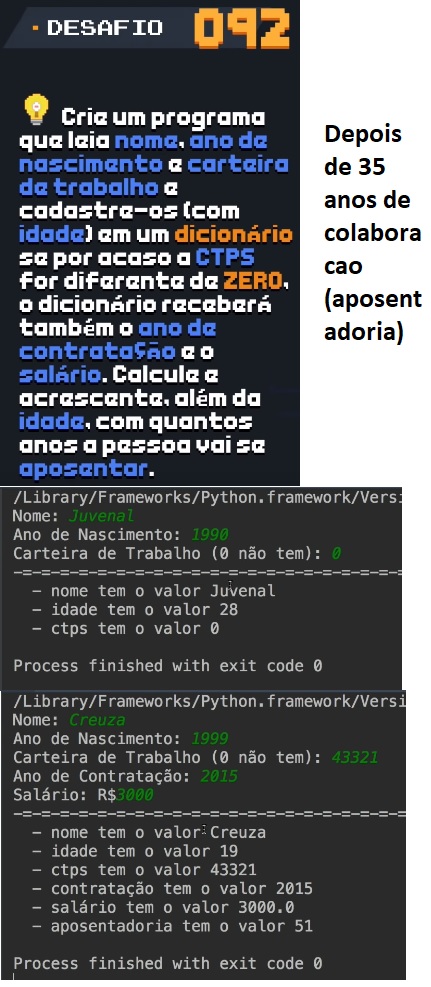 · DESAFIO 092
Crie um programa
que leia nome, ano de
nascimento e carteira
de trabalho e
cadastre-os (com
idade) em um dicionário
se por acaso a CTPS
for diferente de ZERO,
o dicionário receberá
também o ano de
contratação e o
salário. Calcule e
acrescente, além da
idade, com quantos
anos a pessoa vai se
aposentar.
Depois
de 35
anos de
colabora
cao
(aposent
adoria)
/Library/Frameworks/Python.framework/Versi
Nome: Juvenal
Ano de Nascimento: 1990
Carteira de Trabalho (0 não tem): 0
-=-=-=-=-=-=-=-=-=-=-=-=-=-=-=-=-=-=-=-=
- nome tem o valor Juvenal
- idade tem o valor 28
- ctps tem o valor 0
Process finished with exit code 0
/Library/Frameworks/Python.framework/Versi
Nome: Creuza
Ano de Nascimento: 1999
Carteira de Trabalho (0 não tem): 43321
Ano de Contratação: 2015
Salário: R$3000
-=-=-=-=-=-=-=-=-=-=-=-=-=-=-=-=-=-=-=-=
- nome tem o valor Creuza
- idade tem o valor 19
- ctps tem o valor 43321
- contratação tem o valor 2015
- salário tem o valor 3000.0
- aposentadoria tem o valor 51
Process finished with exit code 0